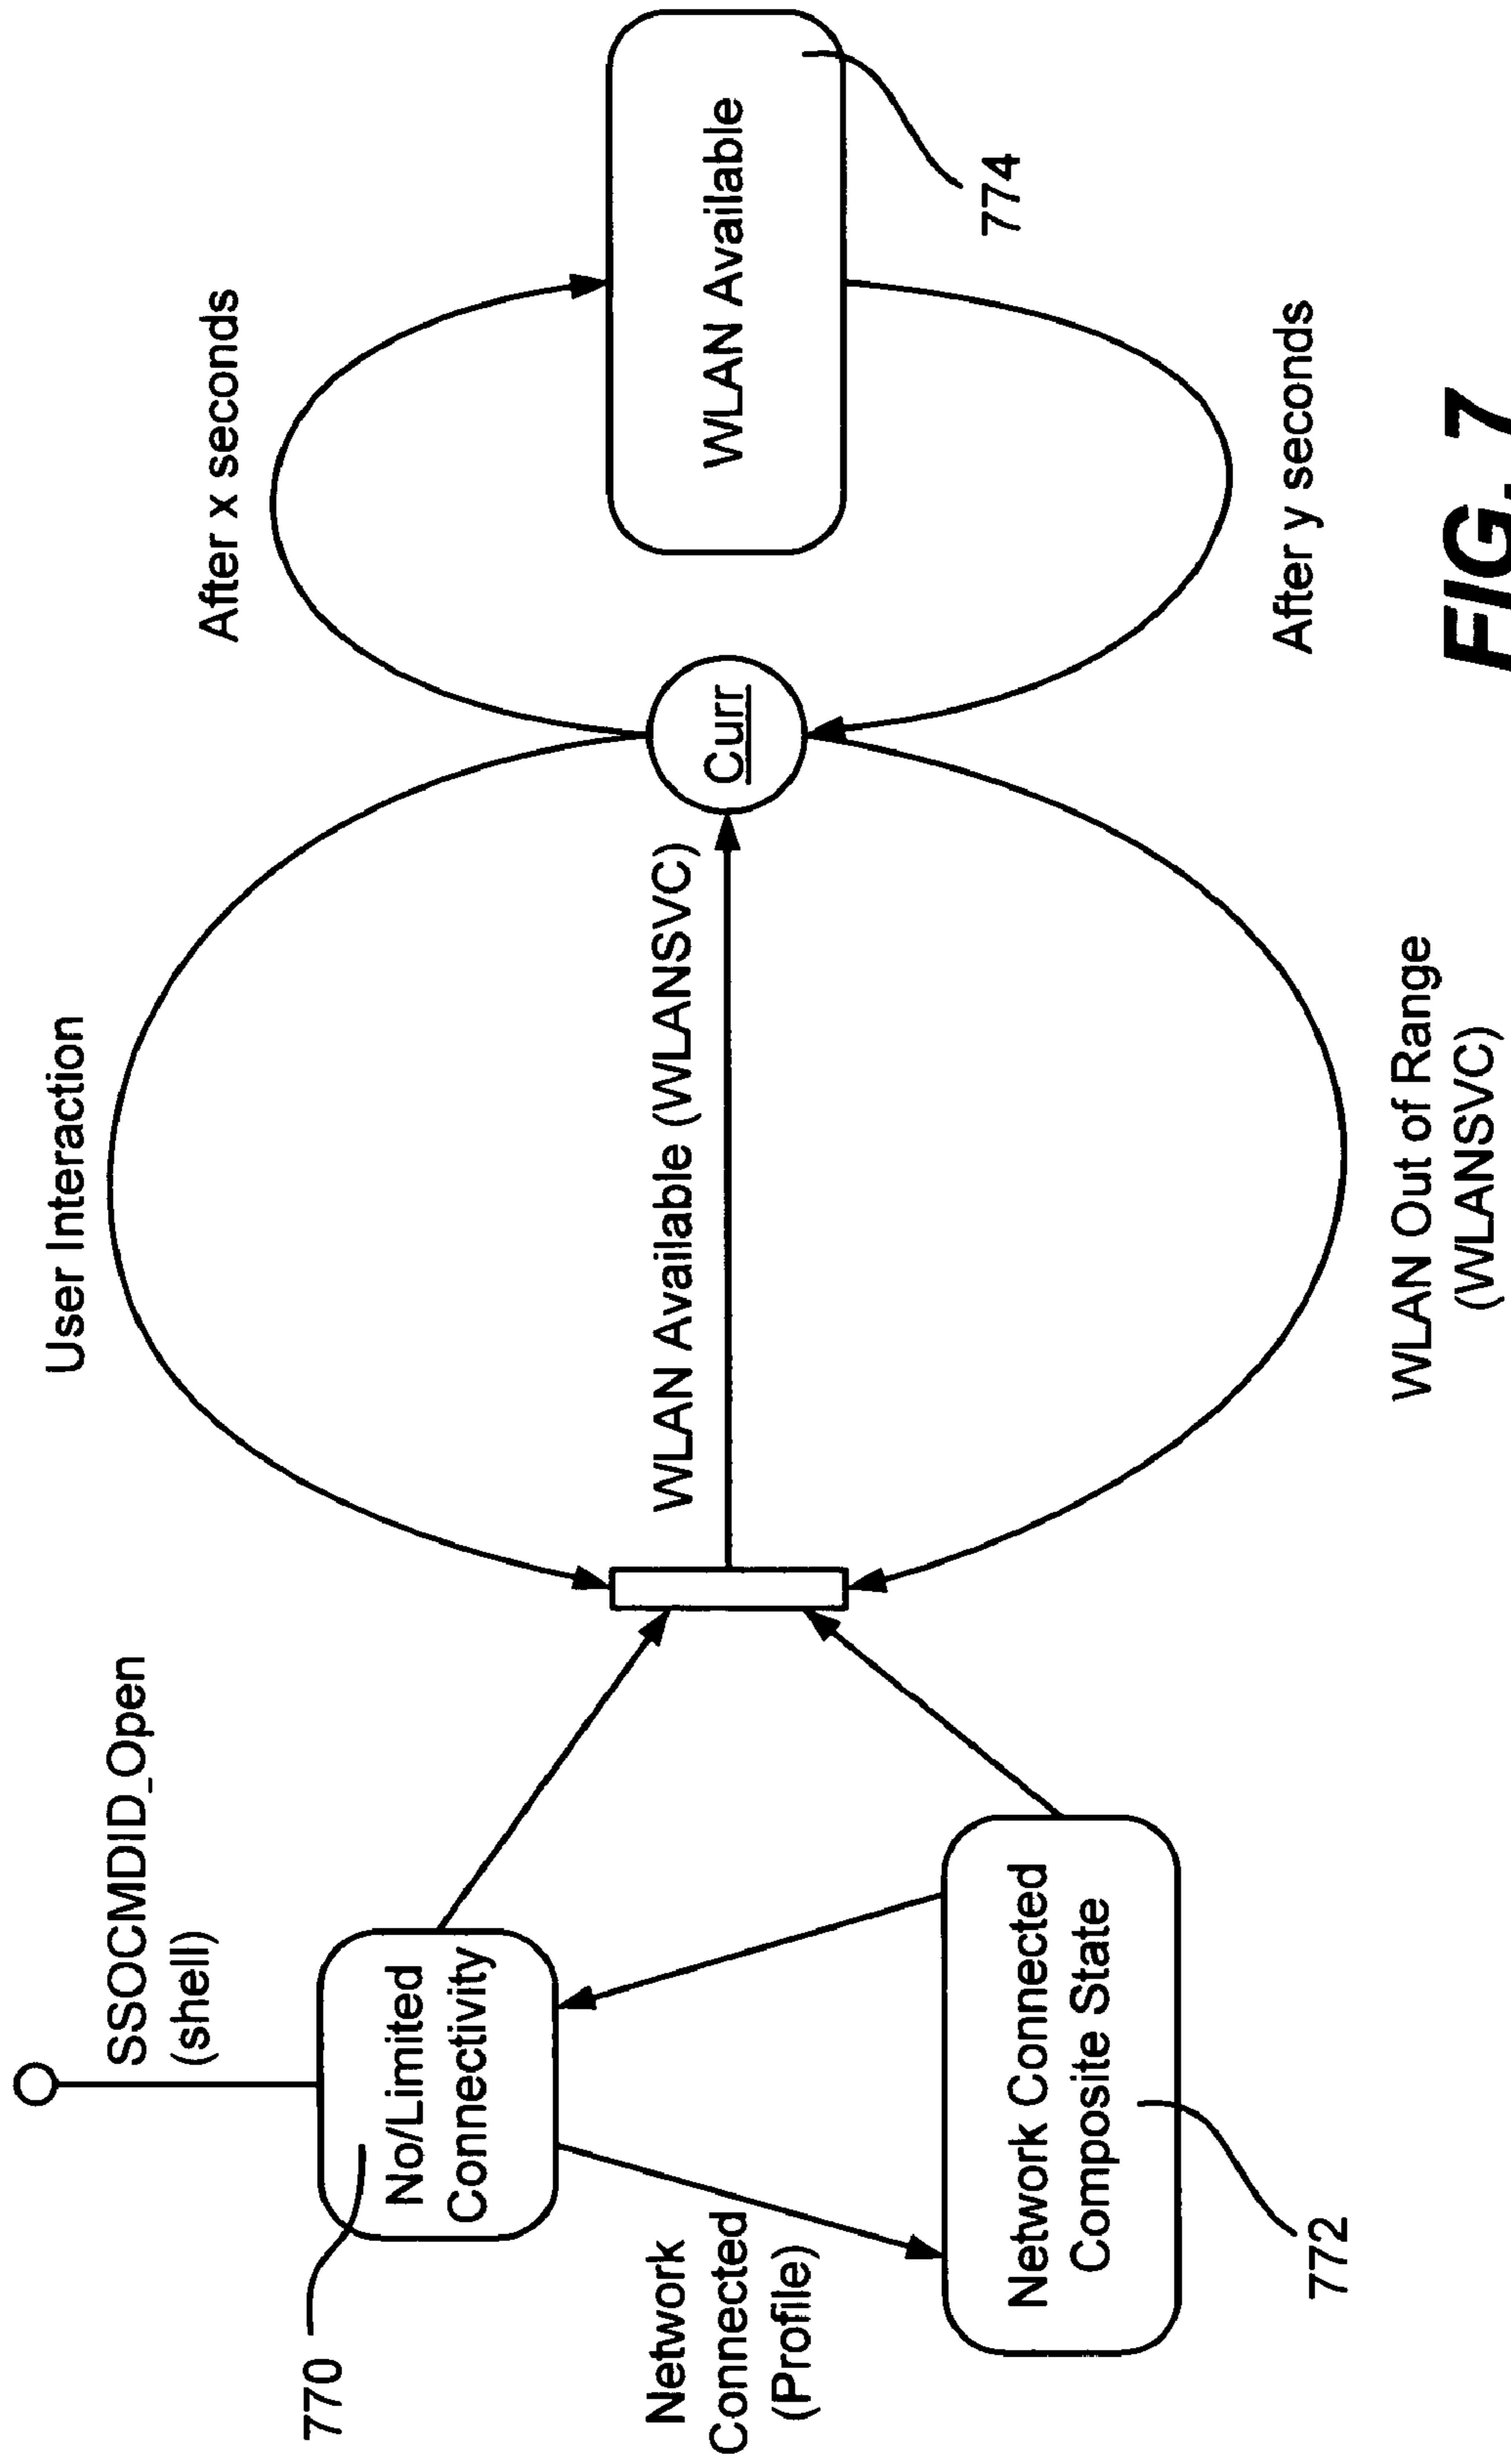 SSOCMDID_Open
(shell)
770
No/Limited
Connectivity
Network
Connected
(Profile)
Network Connected
Composite State
772
User Interaction
WLAN Available (WLANSVC)
WLAN Out of Range
(WLANSVC)
Curr
After x seconds
WLAN Available
774
After y seconds
FIG. 7